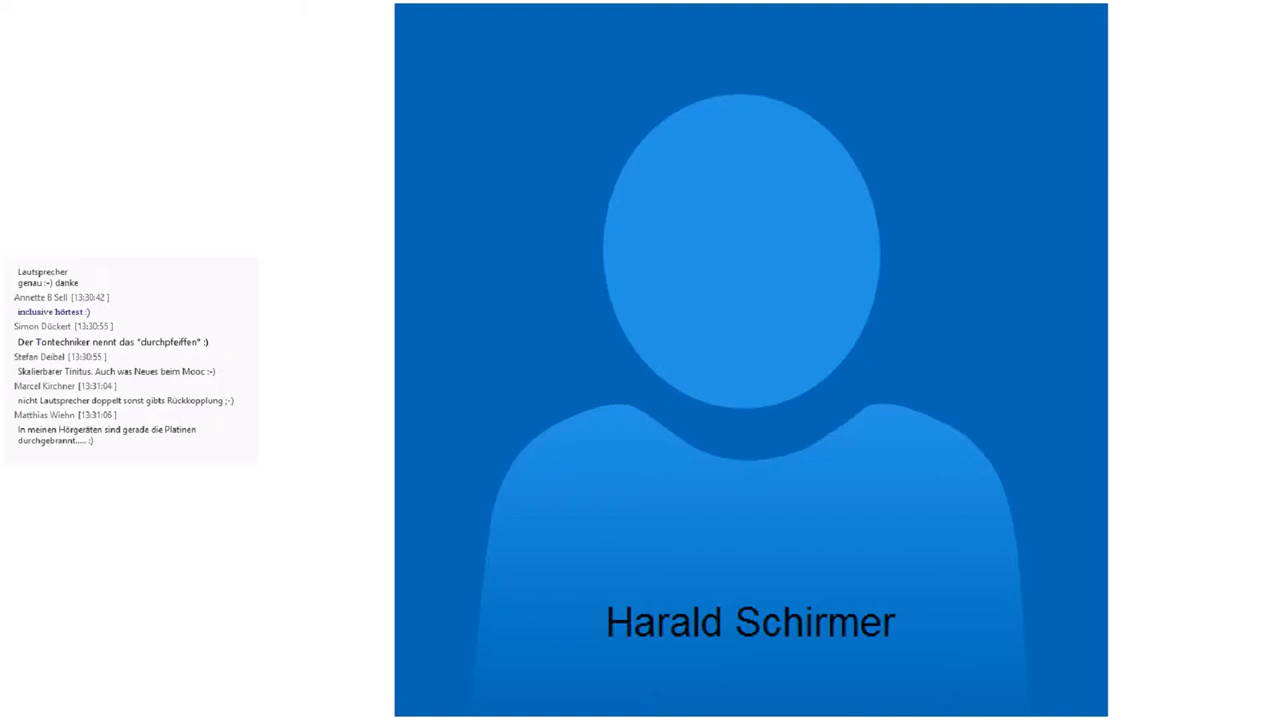 Lautsprecher
genau :-) danke
Annette B Sell [13:30:42 ]
inclusive hörtest :)
Simon Dückert [13:30:55 ]
Der Tontechniker nennt das "durchpfeiffen" :)
Stefan Deibel [13:30:55 ]
Skalierbarer Tinitus. Auch was Neues beim Mooc :-)
Marcel Kirchner [13:31:04 ]
nicht Lautsprecher doppelt sonst gibts Rückkopplung ;-)
Matthias Wiehn [13:31:06 ]
In meinen Hörgeräten sind gerade die Platinen
durchgebrannt..... :)
Harald Schirmer